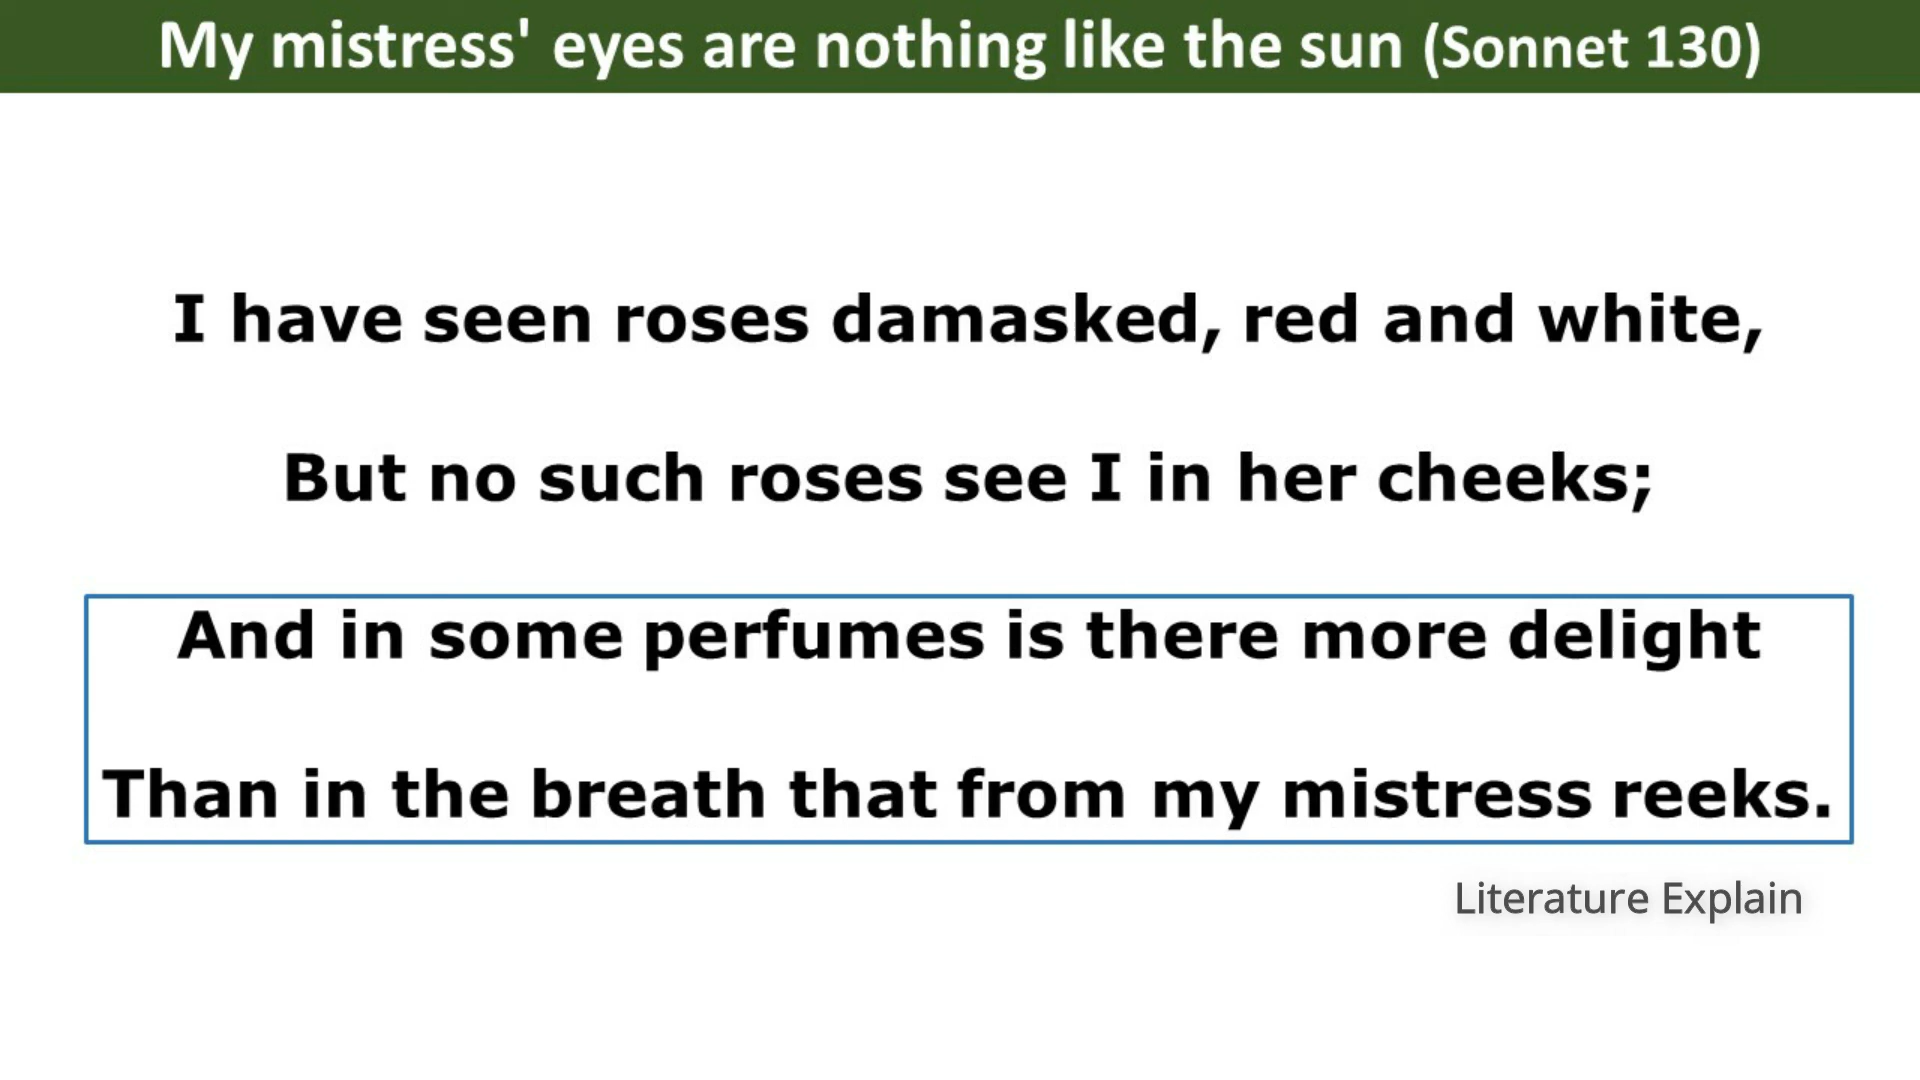 My mistress' eyes are nothing like the sun (Sonnet 130)
I have seen roses damasked, red and white,
But no such roses see I in her cheeks;
And in some perfumes is there more delight
Than in the breath that from my mistress reeks.
Literature Explain